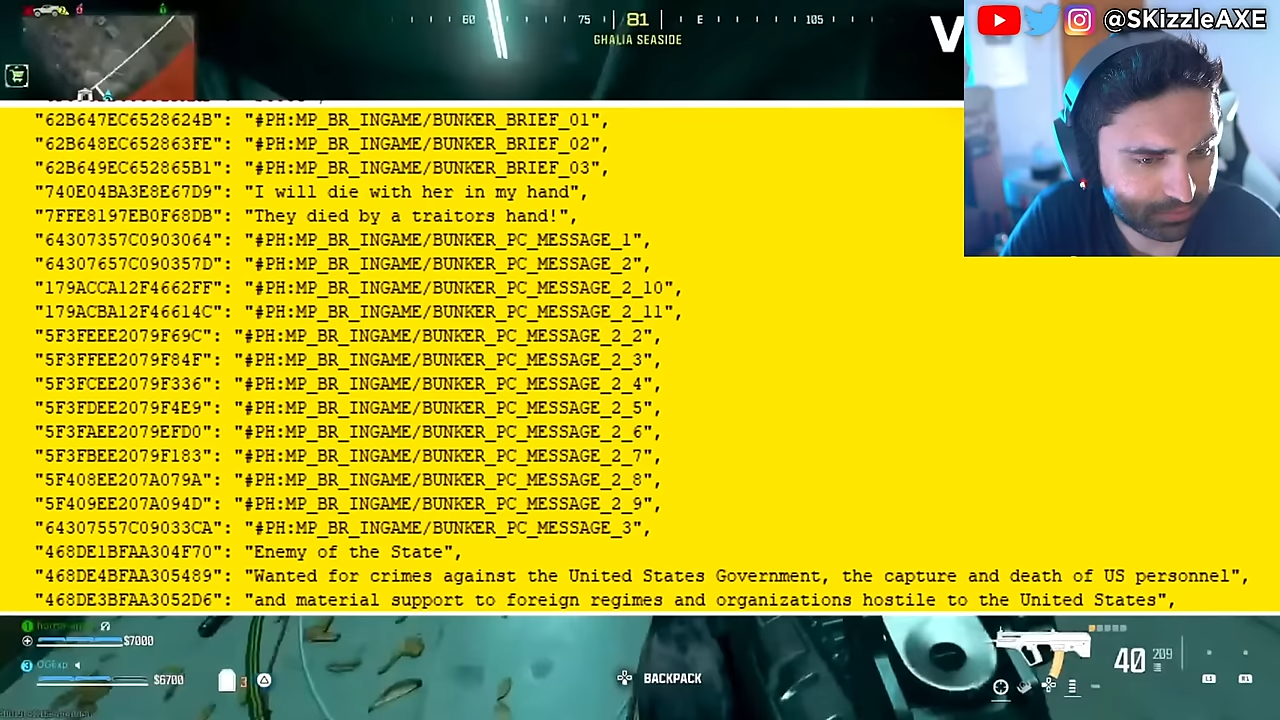 60 75 81 E 105
GHALIA SEASIDE
V
@SKizzleAXE
"62B647EC6528624B": "#PH:MP_BR_INGAME/BUNKER_BRIEF_01",
"62B648EC652863FE": "#PH:MP_BR_INGAME/BUNKER_BRIEF_02",
"62B649EC652865B1": "#PH:MP_BR_INGAME/BUNKER_BRIEF_03",
"740E04BA3E8E67D9": "I will die with her in my hand",
"7FFE8197EB0F68DB": "They died by a traitors hand!",
"64307357C0903064": "#PH:MP_BR_INGAME/BUNKER_PC_MESSAGE_1",
"64307657C090357D": "#PH:MP_BR_INGAME/BUNKER_PC_MESSAGE_2",
"179ACCA12F4662FF": "#PH:MP_BR_INGAME/BUNKER_PC_MESSAGE_2_10",
"179ACBA12F46614C": "#PH:MP_BR_INGAME/BUNKER_PC_MESSAGE_2_11",
"5F3FEEE2079F69C": "#PH:MP_BR_INGAME/BUNKER_PC_MESSAGE_2_2",
"5F3FFEE2079F84F": "#PH:MP_BR_INGAME/BUNKER_PC_MESSAGE_2_3",
"5F3FCEE2079F336": "#PH:MP_BR_INGAME/BUNKER_PC_MESSAGE_2_4",
"5F3FDEE2079F4E9": "#PH:MP_BR_INGAME/BUNKER_PC_MESSAGE_2_5",
"5F3FAEE2079EFD0": "#PH:MP_BR_INGAME/BUNKER_PC_MESSAGE_2_6",
"5F3FBEE2079F183": "#PH:MP_BR_INGAME/BUNKER_PC_MESSAGE_2_7",
"5F408EE207A079A": "#PH:MP_BR_INGAME/BUNKER_PC_MESSAGE_2_8",
"5F409EE207A094D": "#PH:MP_BR_INGAME/BUNKER_PC_MESSAGE_2_9",
"64307557C09033CA": "#PH:MP_BR_INGAME/BUNKER_PC_MESSAGE_3",
"468DE1BFAA304F70": "Enemy of the State",
"468DE4BFAA305489": "Wanted for crimes against the United States Government, the capture and death of US personnel",
"468DE3BFAA3052D6": "and material support to foreign regimes and organizations hostile to the United States",
1
$7000
3 OGExp $6700
3
BACKPACK
40 209
L1 R1